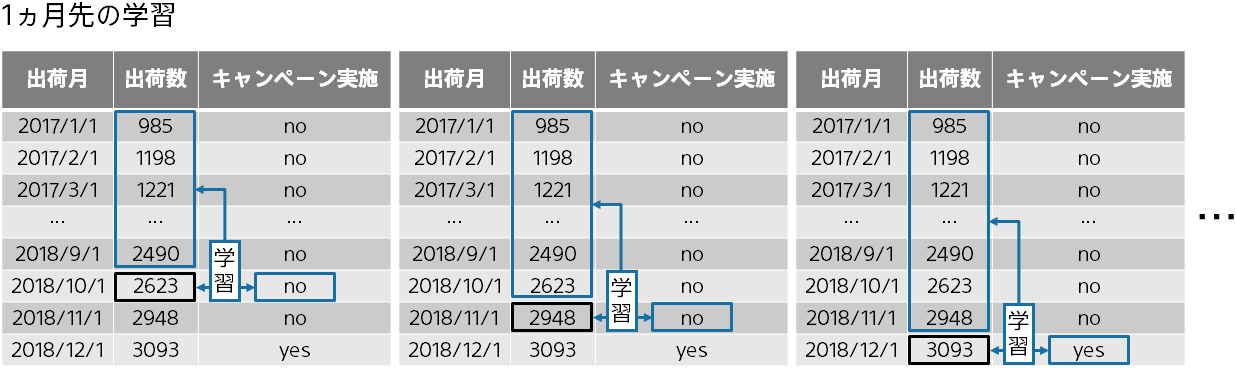 1ヵ月先の学習
出荷月 出荷数 キャンペーン実施
2017/1/1 985 no
2017/2/1 1198 no
2017/3/1 1221 no
... ... ...
2018/9/1 2490 no
2018/10/1 2623 no
2018/11/1 2948 no
2018/12/1 3093 yes
学習
出荷月 出荷数 キャンペーン実施
2017/1/1 985 no
2017/2/1 1198 no
2017/3/1 1221 no
... ... ...
2018/9/1 2490 no
2018/10/1 2623 no
2018/11/1 2948 no
2018/12/1 3093 yes
学習
出荷月 出荷数 キャンペーン実施
2017/1/1 985 no
2017/2/1 1198 no
2017/3/1 1221 no
... ... ...
2018/9/1 2490 no
2018/10/1 2623 no
2018/11/1 2948 no
2018/12/1 3093 yes
学習
...